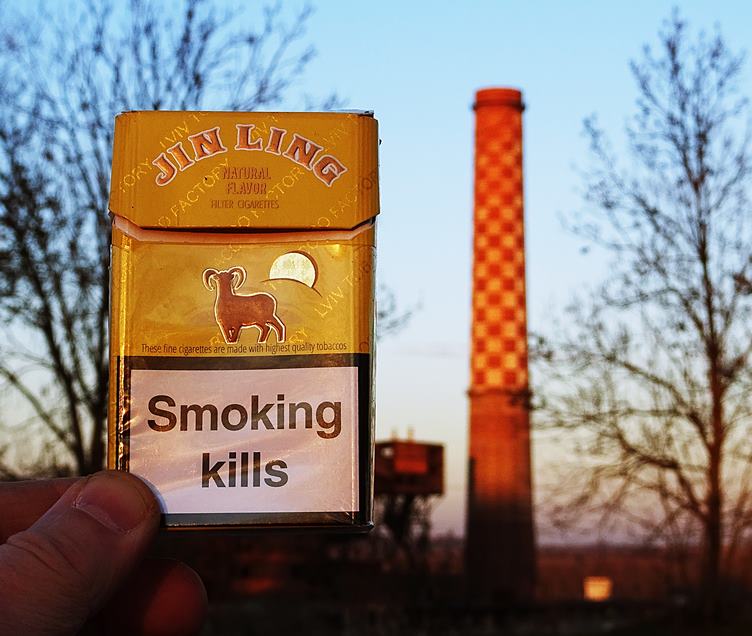 JIN LING
NATURAL
FLAVOR
FILTER CIGARETTES
These fine cigarettes are made with highest quality tobaccos
Smoking
kills